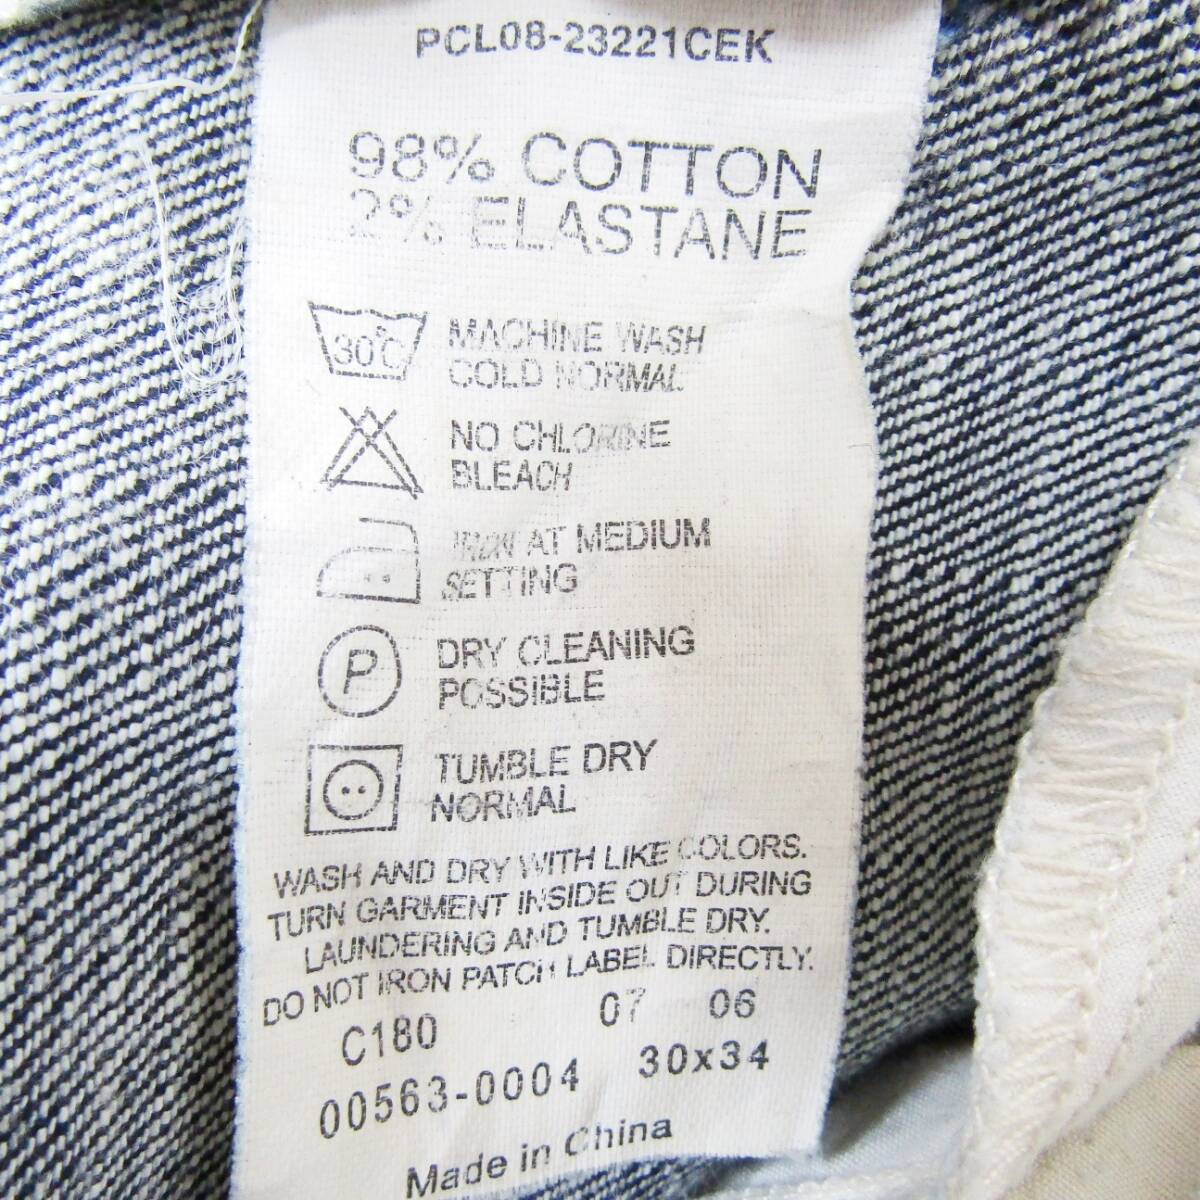 PCL08-23221CEK
98% COTTON
2% ELASTANE
30°C
MACHINE WASH
COLD NORMAL
NO CHLORINE
BLEACH
IRON AT MEDIUM
SETTING
P
DRY CLEANING
POSSIBLE
TUMBLE DRY
NORMAL
WASH AND DRY WITH LIKE COLORS.
TURN GARMENT INSIDE OUT DURING
LAUNDERING AND TUMBLE DRY.
DO NOT IRON PATCH LABEL DIRECTLY.
C180 07 06
00563-0004 30x34
Made in China